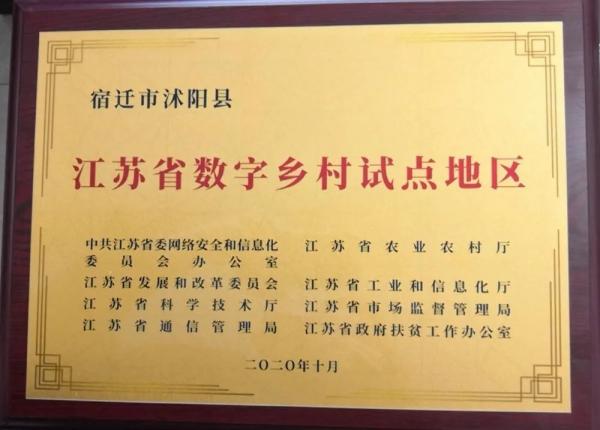 宿迁市沭阳县
江苏省数字乡村试点地区
中共江苏省委网络安全和信息化
委员会办公室
江苏省农业农村厅
江苏省发展和改革委员会
江苏省工业和信息化厅
江苏省科学技术厅
江苏省市场监督管理局
江苏省通信管理局
江苏省政府扶贫工作办公室
二〇二〇年十月